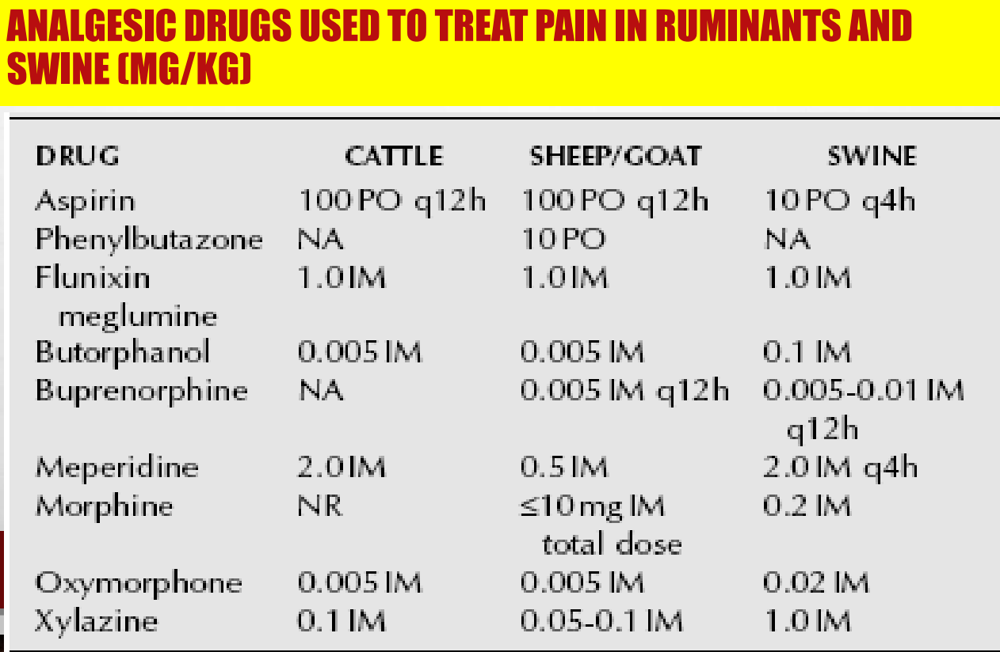 ANALGESIC DRUGS USED TO TREAT PAIN IN RUMINANTS AND
SWINE (MG/KG)
DRUG CATTLE SHEEP/GOAT SWINE
Aspirin 100 PO q12h 100 PO q12h 10 PO q4h
Phenylbutazone NA 10 PO NA
Flunixin 1.0 IM 1.0 IM 1.0 IM
meglumine
Butorphanol 0.005 IM 0.005 IM 0.1 IM
Buprenorphine NA 0.005 IM q12h 0.005-0.01 IM
q12h
Meperidine 2.0 IM 0.5 IM 2.0 IM q4h
Morphine NR ≤10 mg IM 0.2 IM
total dose
Oxymorphone 0.005 IM 0.005 IM 0.02 IM
Xylazine 0.1 IM 0.05-0.1 IM 1.0 IM